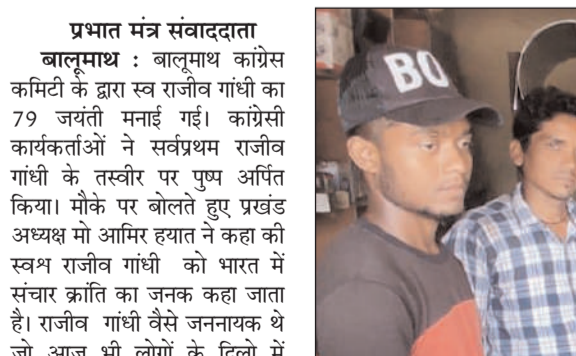 प्रभात मंत्र संवाददाता
बालूमाथ : बालूमाथ कांग्रेस
कमिटी के द्वारा स्व राजीव गांधी का
79 जयंती मनाई गई। कांग्रेसी
कार्यकर्ताओं ने सर्वप्रथम राजीव
गांधी के तस्वीर पर पुष्प अर्पित
किया। मौके पर बोलते हुए प्रखंड
अध्यक्ष मो आमिर हयात ने कहा की
स्वश्र राजीव गांधी को भारत में
संचार क्रांति का जनक कहा जाता
है। राजीव गांधी वैसे जननायक थे
जो आज भी लोगों के दिलो में
BO